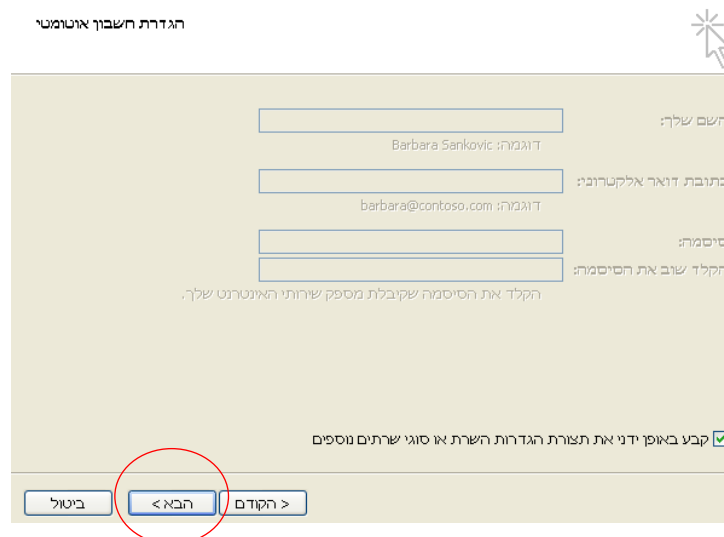 הגדרת חשבון אוטומטי
השם שלך:
דוגמה: Barbara Sankovic
כתובת דואר אלקטרוני:
דוגמה: barbara@contoso.com
סיסמה:
הקלד שוב את הסיסמה:
הקלד את הסיסמה שקיבלת מספק שירותי האינטרנט שלך.
קבע באופן ידני את תצורת הגדרות השרת או סוגי שרתים נוספים
< הקודם
הבא >
ביטול